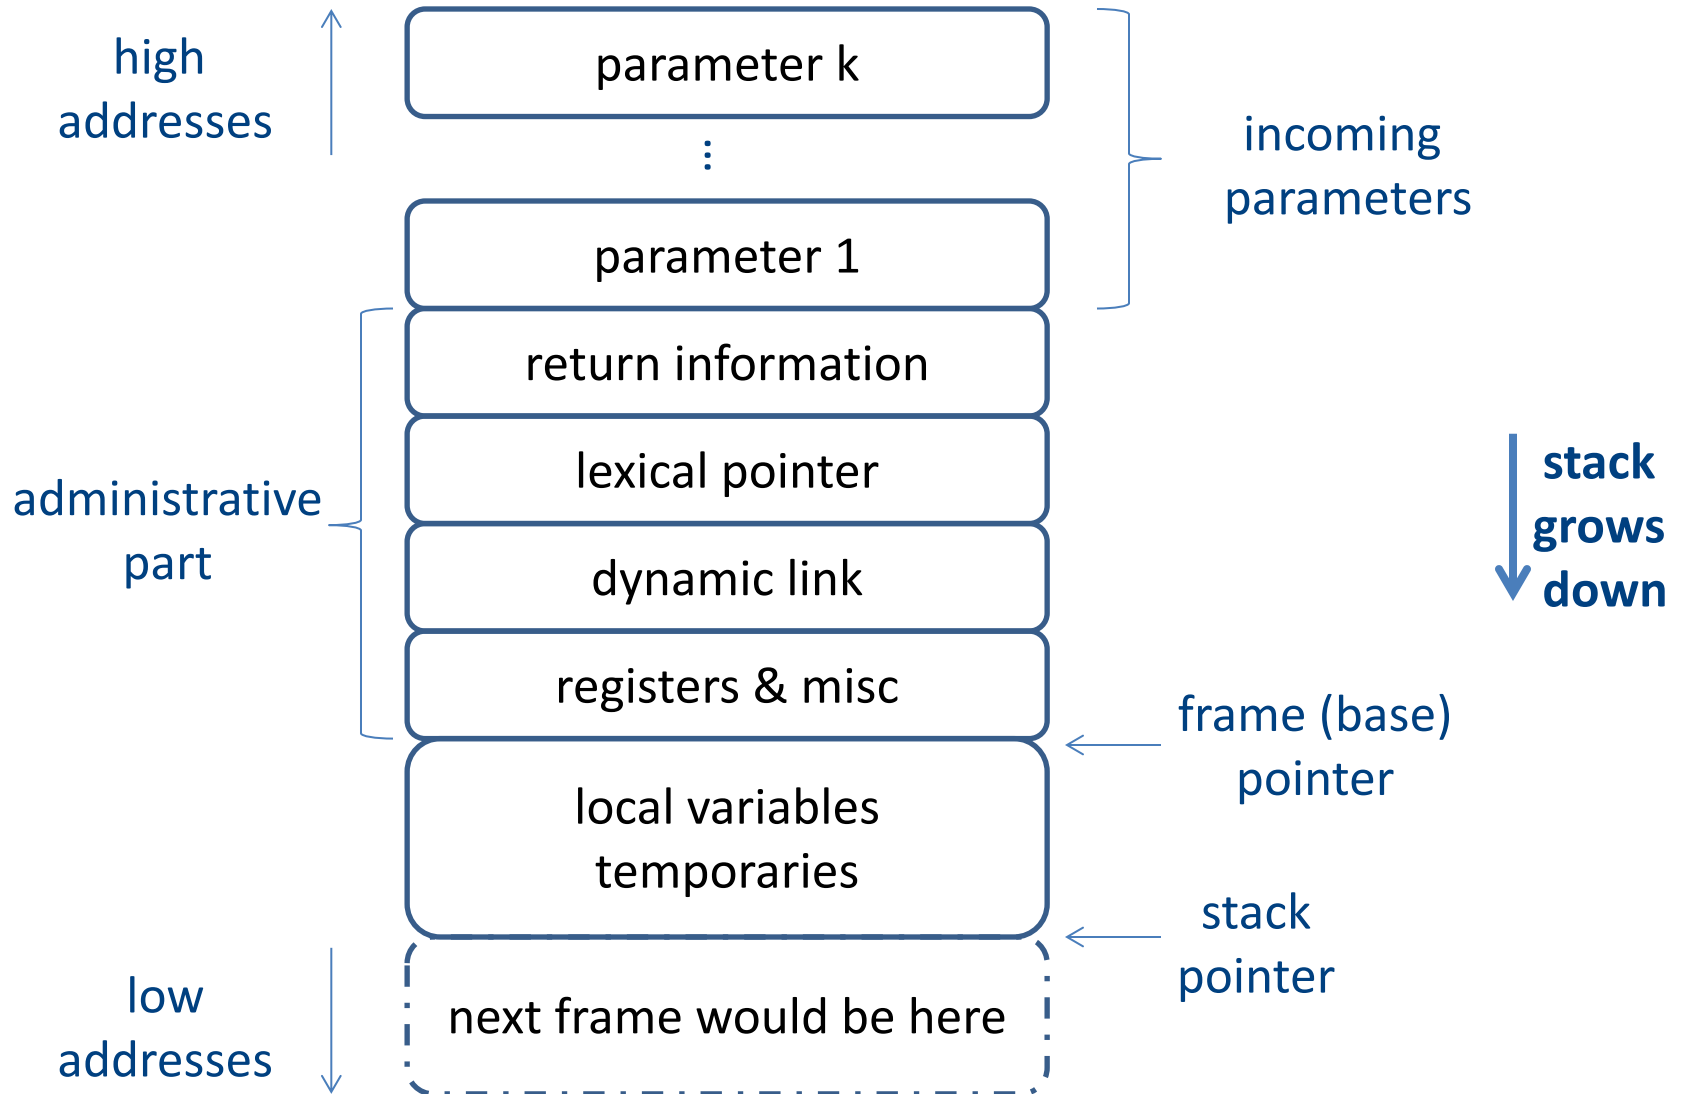 high
addresses
parameter k
...
incoming
parameters
parameter 1
return information
lexical pointer
administrative
part
stack
grows
down
dynamic link
registers & misc
frame (base)
pointer
local variables
temporaries
stack
pointer
low
addresses
next frame would be here